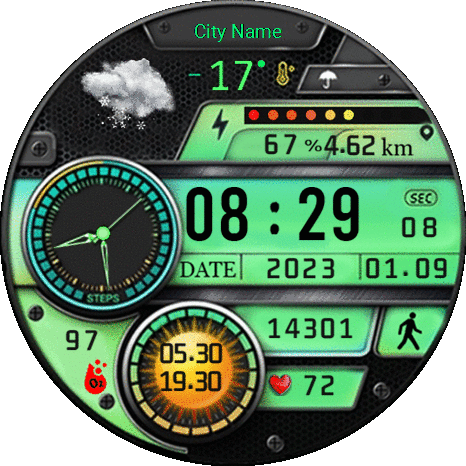 City Name
-17°
67% 4.62 km
08:29
SEC
08
DATE 2023 01.09
STEPS
97
O2
05.30
19.30
14301
72